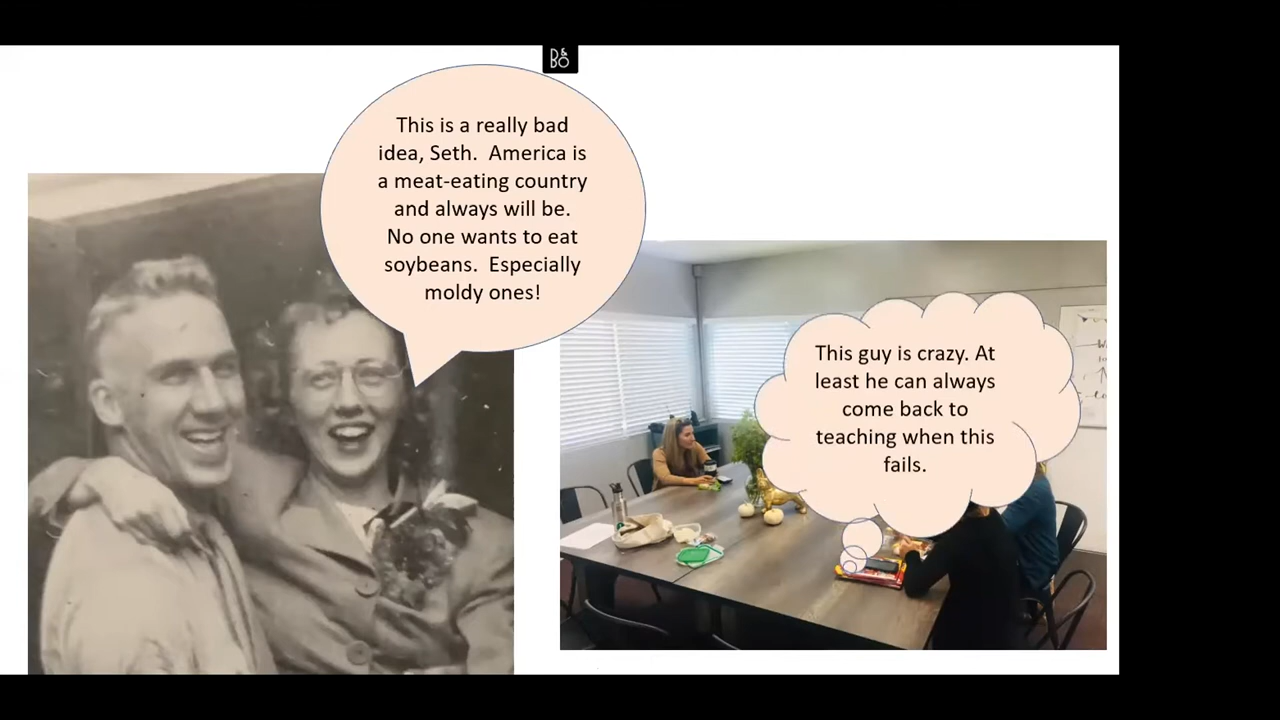 B&O
This is a really bad
idea, Seth.  America is
a meat-eating country
and always will be.
No one wants to eat
soybeans.  Especially
moldy ones!
This guy is crazy. At
least he can always
come back to
teaching when this
fails.